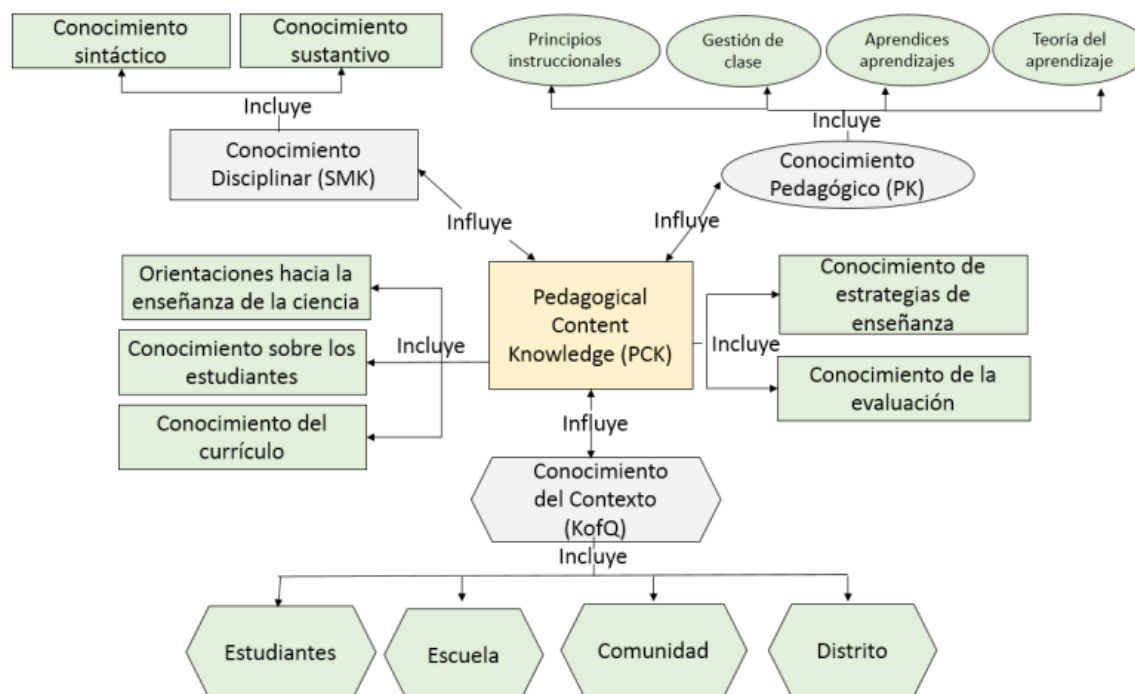 Conocimiento
sintáctico
Conocimiento
sustantivo
Principios
instruccionales
Gestión de
clase
Aprendices
aprendizajes
Teoría del
aprendizaje
Incluye
Incluye
Conocimiento
Disciplinar (SMK)
Conocimiento
Pedagógico (PK)
Influye
Influye
Orientaciones hacia la
enseñanza de la ciencia
Conocimiento sobre los
estudiantes
Conocimiento del
currículo
Incluye
Pedagogical
Content
Knowledge (PCK)
Incluye
Conocimiento de
estrategias de
enseñanza
Conocimiento de la
evaluación
Influye
Conocimiento
del Contexto
(KofQ)
Incluye
Estudiantes
Escuela
Comunidad
Distrito